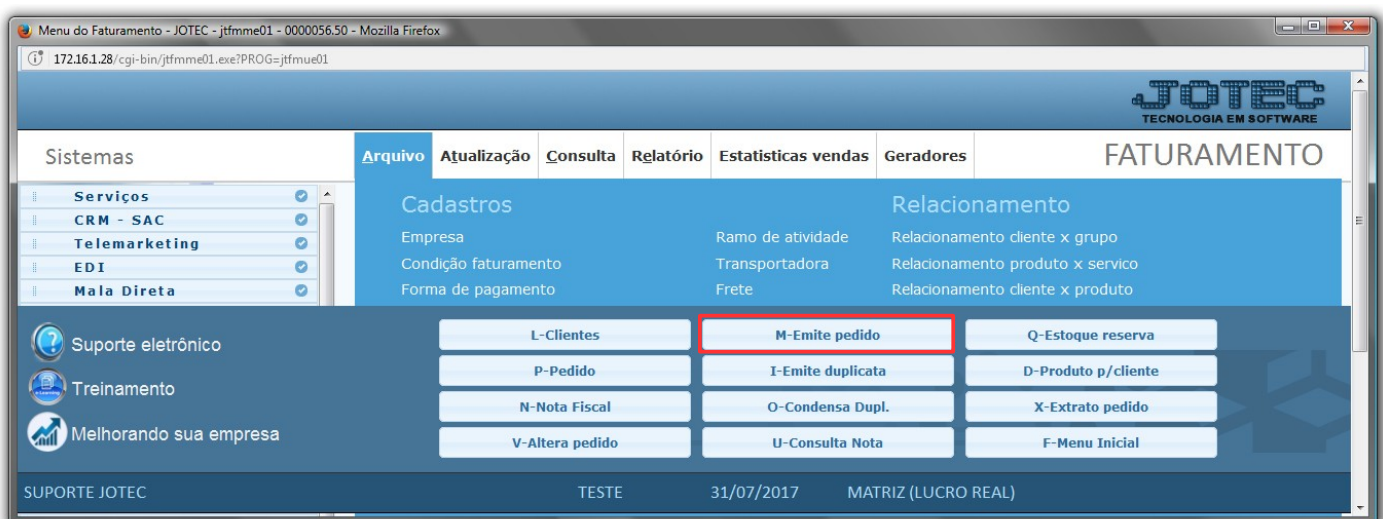 Menu do Faturamento - JOTEC - jtfmme01 - 0000056.50 - Mozilla Firefox
172.16.1.28/cgi-bin/jtfmme01.exe?PROG=jtfmue01
JOTEC
TECNOLOGIA EM SOFTWARE
Sistemas
Arquivo Atualização Consulta Relatório Estatisticas vendas Geradores
FATURAMENTO
Serviços
CRM - SAC
Telemarketing
EDI
Mala Direta
Cadastros Relacionamento
Empresa Ramo de atividade Relacionamento cliente x grupo
Condição faturamento Transportadora Relacionamento produto x servico
Forma de pagamento Frete Relacionamento cliente x produto
Suporte eletrônico
Treinamento
Melhorando sua empresa
L-Clientes M-Emite pedido Q-Estoque reserva
P-Pedido I-Emite duplicata D-Produto p/cliente
N-Nota Fiscal O-Condensa Dupl. X-Extrato pedido
V-Altera pedido U-Consulta Nota F-Menu Inicial
SUPORTE JOTEC TESTE 31/07/2017 MATRIZ (LUCRO REAL)